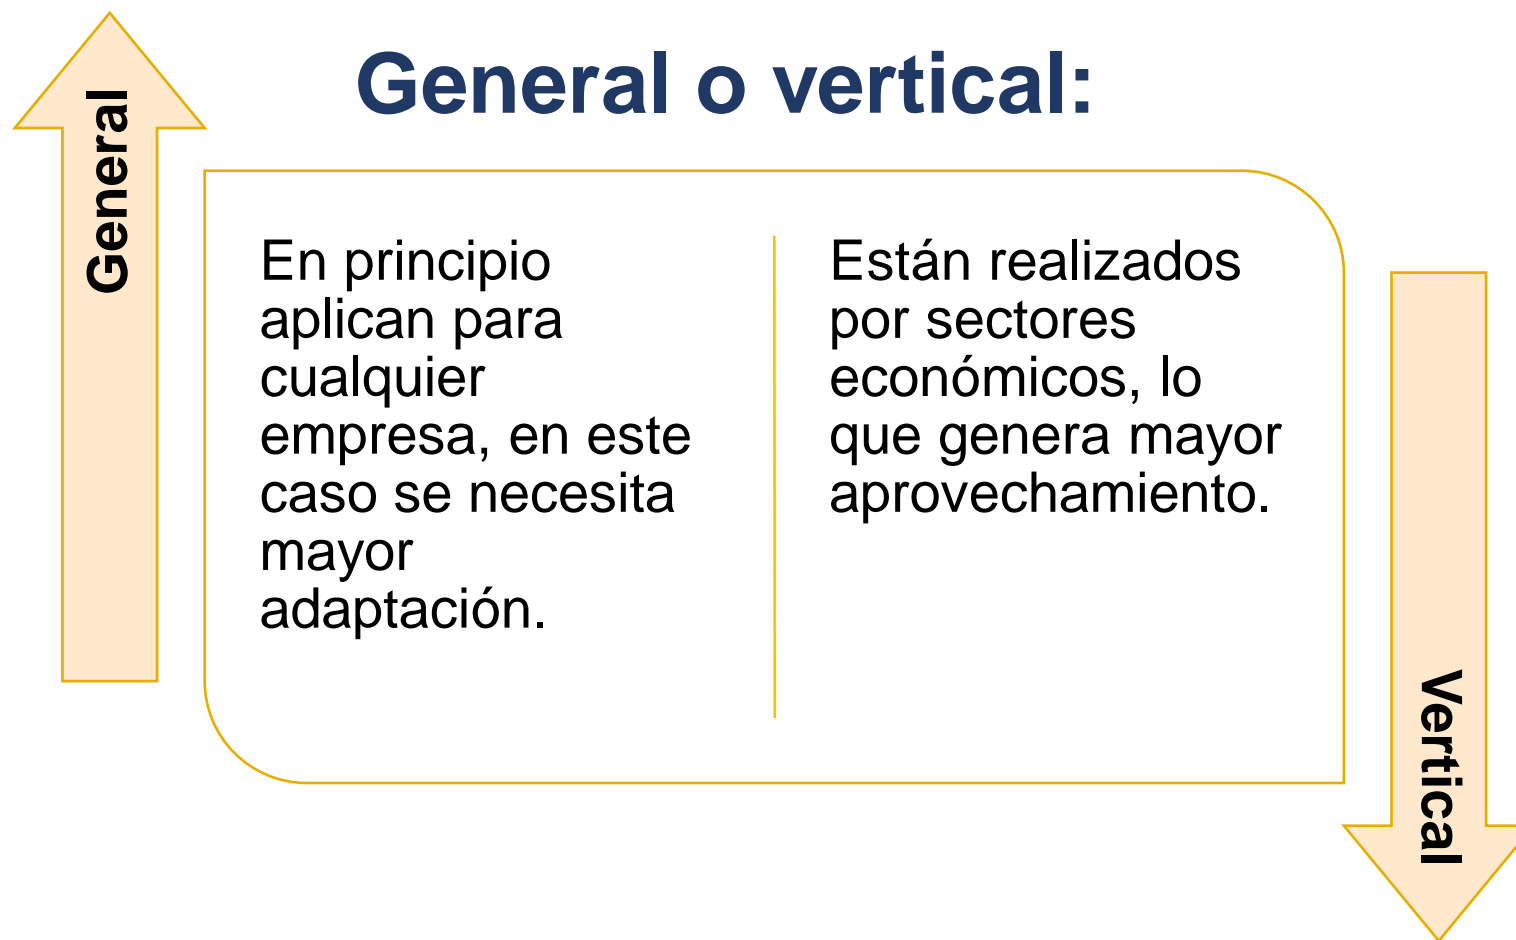 General o vertical:
General
En principio
aplican para
cualquier
empresa, en este
caso se necesita
mayor
adaptación.
Están realizados
por sectores
económicos, lo
que genera mayor
aprovechamiento.
Vertical